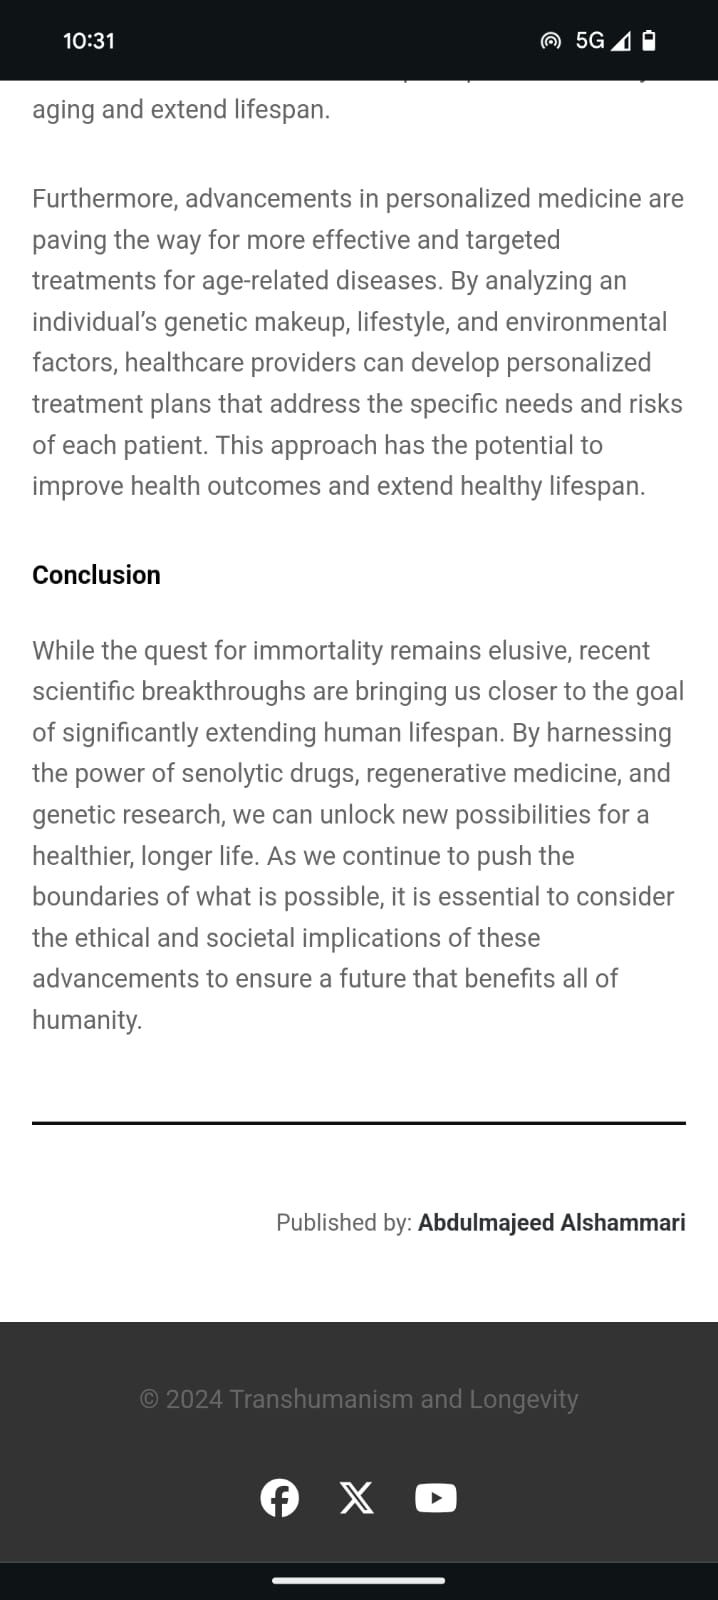 10:31
5G
aging and extend lifespan.
Furthermore, advancements in personalized medicine are
paving the way for more effective and targeted
treatments for age-related diseases. By analyzing an
individual’s genetic makeup, lifestyle, and environmental
factors, healthcare providers can develop personalized
treatment plans that address the specific needs and risks
of each patient. This approach has the potential to
improve health outcomes and extend healthy lifespan.
Conclusion
While the quest for immortality remains elusive, recent
scientific breakthroughs are bringing us closer to the goal
of significantly extending human lifespan. By harnessing
the power of senolytic drugs, regenerative medicine, and
genetic research, we can unlock new possibilities for a
healthier, longer life. As we continue to push the
boundaries of what is possible, it is essential to consider
the ethical and societal implications of these
advancements to ensure a future that benefits all of
humanity.
Published by: Abdulmajeed Alshammari
© 2024 Transhumanism and Longevity